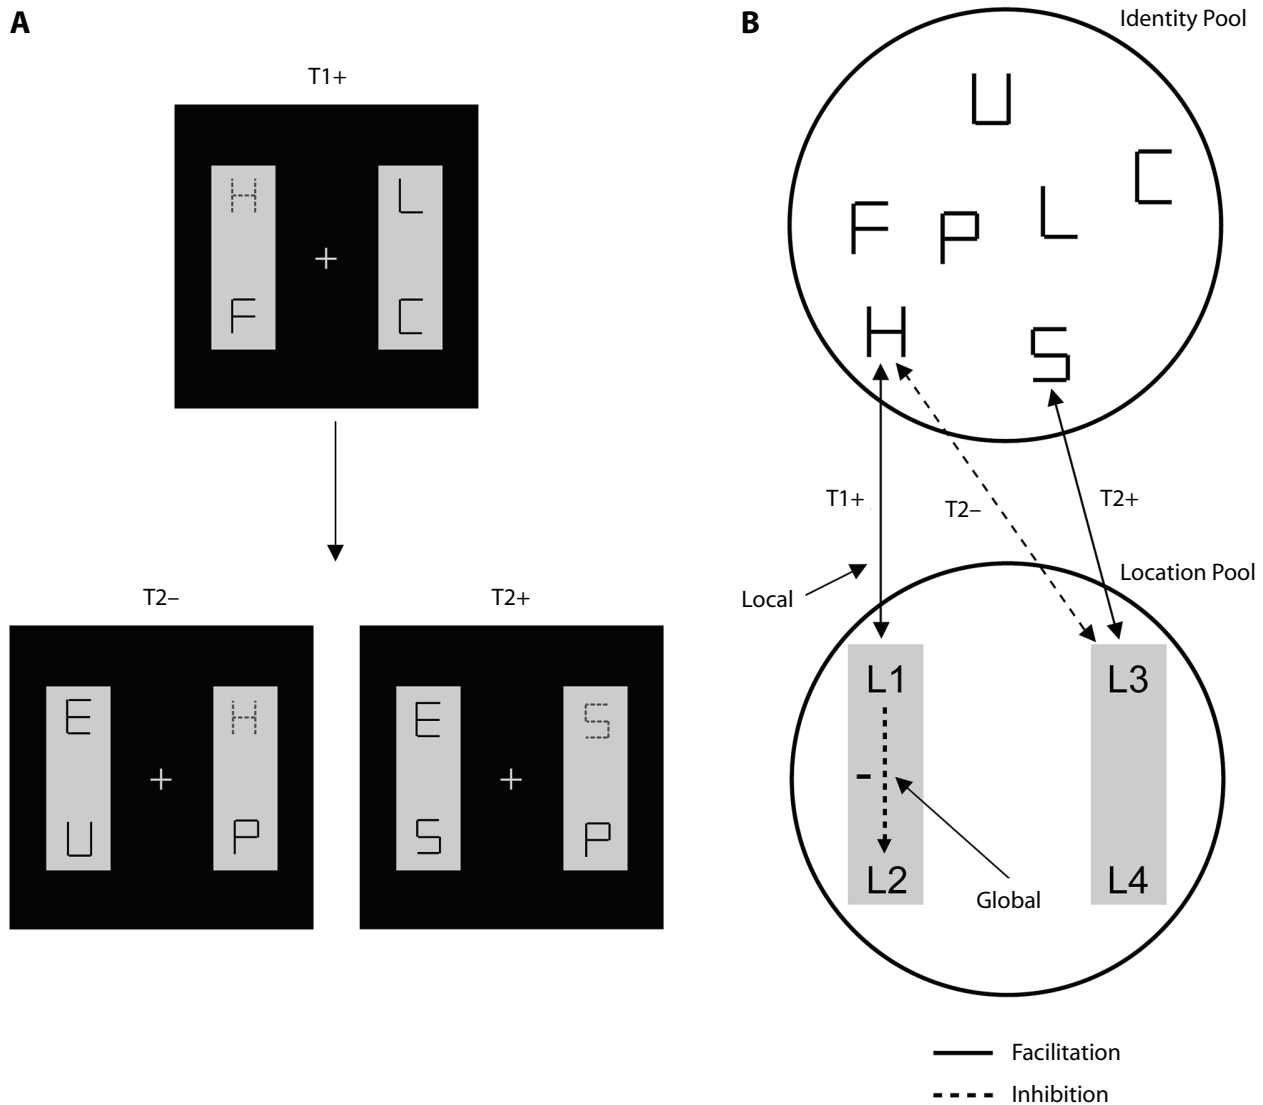 A
T1+
H L
+
F C
T2–
E H
+
U P
T2+
E S
+
S P
B
Identity Pool
U
C
F P L
H
S
T1+
T2–
T2+
Location Pool
Local
L1
L3
-
Global
L2
L4
Facilitation
Inhibition